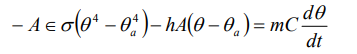 − A ∈ σ(θ⁴ − θₐ⁴) − hA(θ − θₐ) = mC dθ/dt